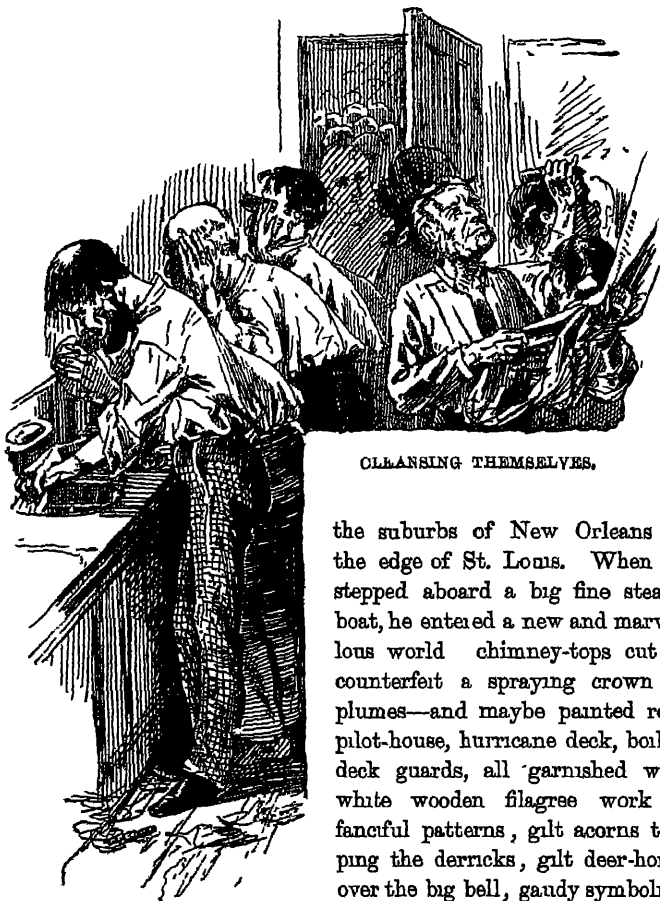 CLEANSING THEMSELVES.
the suburbs of New Orleans
the edge of St. Louis. When
stepped aboard a big fine stea
boat, he entered a new and marv
lous world chimney-tops cut
counterfeit a spraying crown
plumes—and maybe painted re
pilot-house, hurricane deck, boil
deck guards, all garnished w
white wooden filagree work
fanciful patterns, gilt acorns t
ping the derricks, gilt deer-hor
over the big bell, gaudy symboli